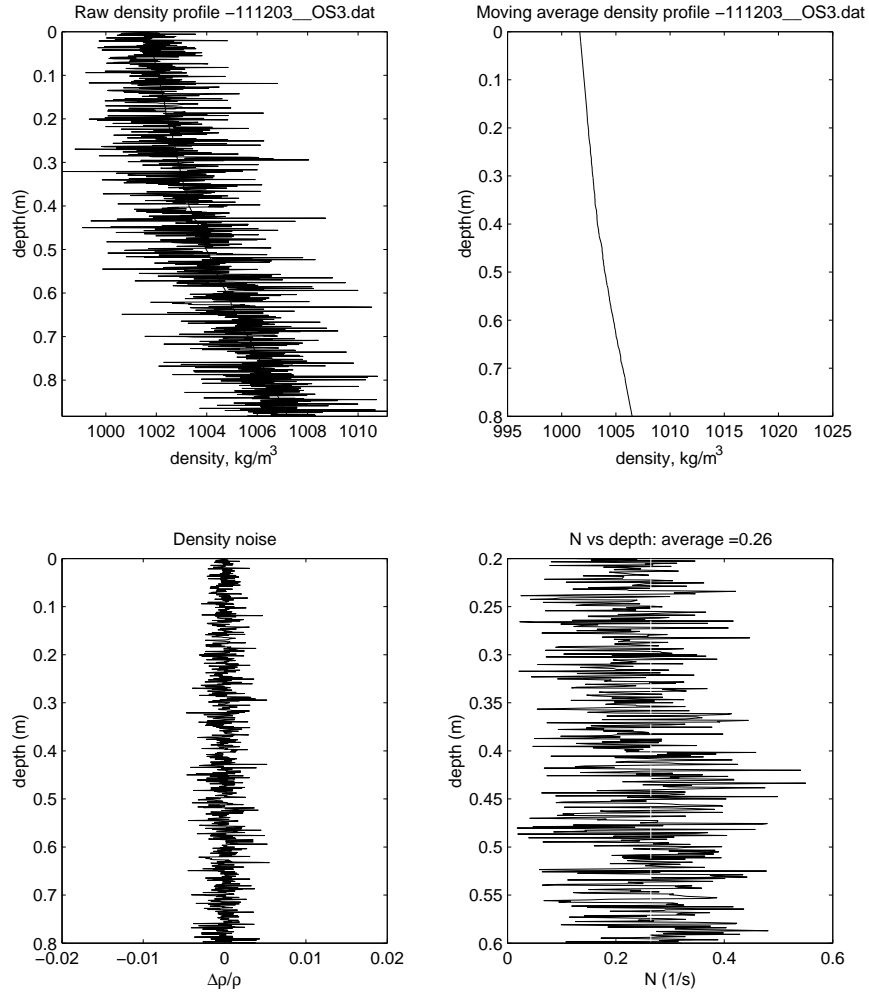 Raw density profile −111203__OS3.dat
0
0.1
0.2
0.3
0.4
0.5
0.6
0.7
0.8
depth(m)
1000 1002 1004 1006 1008 1010
density, kg/m3
Moving average density profile −111203__OS3.dat
0
0.1
0.2
0.3
0.4
0.5
0.6
0.7
0.8
depth(m)
995 1000 1005 1010 1015 1020 1025
density, kg/m3
Density noise
0
0.1
0.2
0.3
0.4
0.5
0.6
0.7
0.8
depth (m)
−0.02 −0.01 0 0.01 0.02
Δρ/ρ
N vs depth: average =0.26
0.2
0.25
0.3
0.35
0.4
0.45
0.5
0.55
0.6
depth (m)
0 0.2 0.4 0.6
N (1/s)